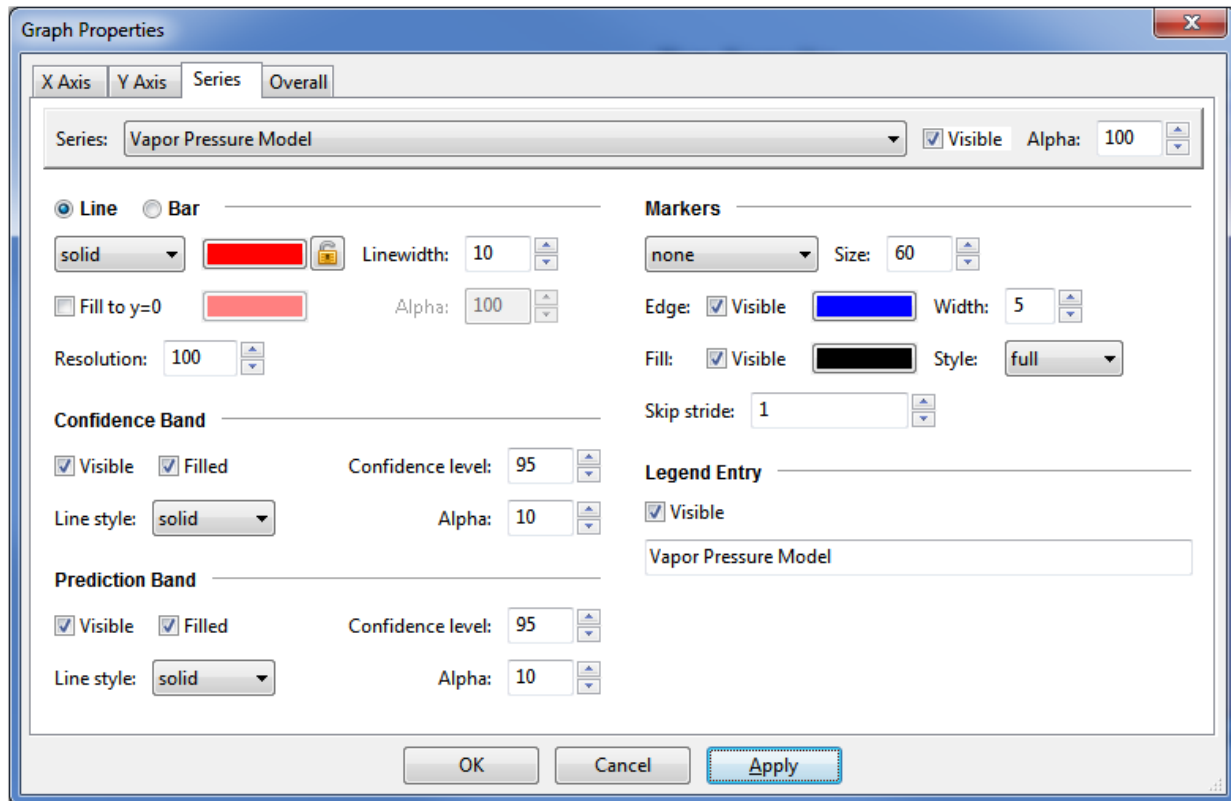 Graph Properties
X Axis Y Axis Series Overall
Series: Vapor Pressure Model Visible Alpha: 100
Line Bar
solid Linewidth: 10
Fill to y=0 Alpha: 100
Resolution: 100
Confidence Band
Visible Filled Confidence level: 95
Line style: solid Alpha: 10
Prediction Band
Visible Filled Confidence level: 95
Line style: solid Alpha: 10
Markers
none Size: 60
Edge: Visible Width: 5
Fill: Visible Style: full
Skip stride: 1
Legend Entry
Visible
Vapor Pressure Model
OK Cancel Apply